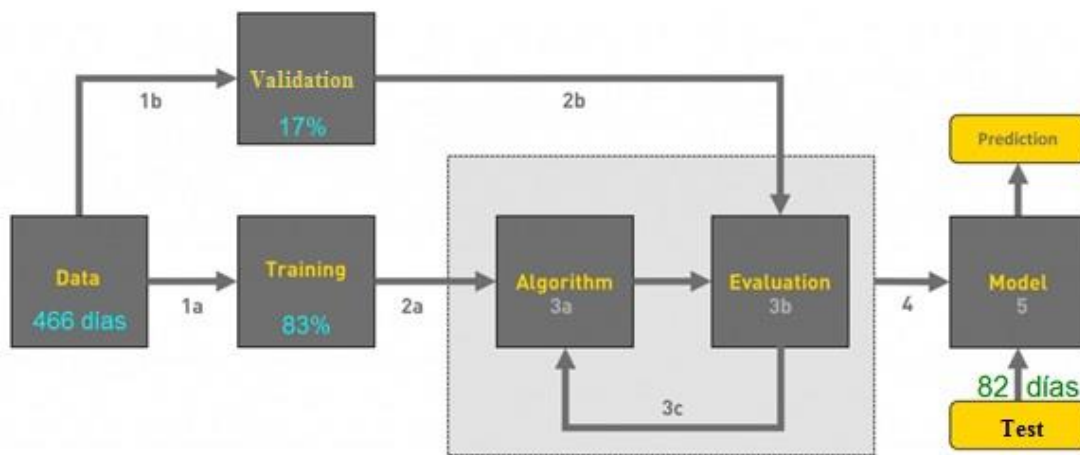 Validation
17%
1b
2b
Prediction
Data
466 días
1a
Training
83%
2a
Algorithm
3a
Evaluation
3b
4
Model
5
3c
82 días
Test